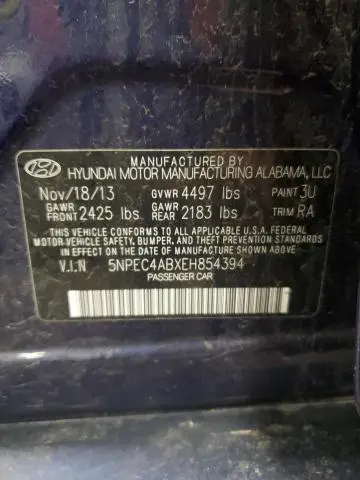 MANUFACTURED BY
HYUNDAI MOTOR MANUFACTURING ALABAMA, LLC
Nov/18/13 GVWR 4497 lbs PAINT 3U
GAWR FRONT 2425 lbs GAWR REAR 2183 lbs TRIM RA
THIS VEHICLE CONFORMS TO ALL APPLICABLE U.S.A. FEDERAL
MOTOR VEHICLE SAFETY, BUMPER, AND THEFT PREVENTION STANDARDS
IN EFFECT ON THE DATE OF MANUFACTURE SHOWN ABOVE.
V.I.N 5NPEC4ABXEH854394
PASSENGER CAR